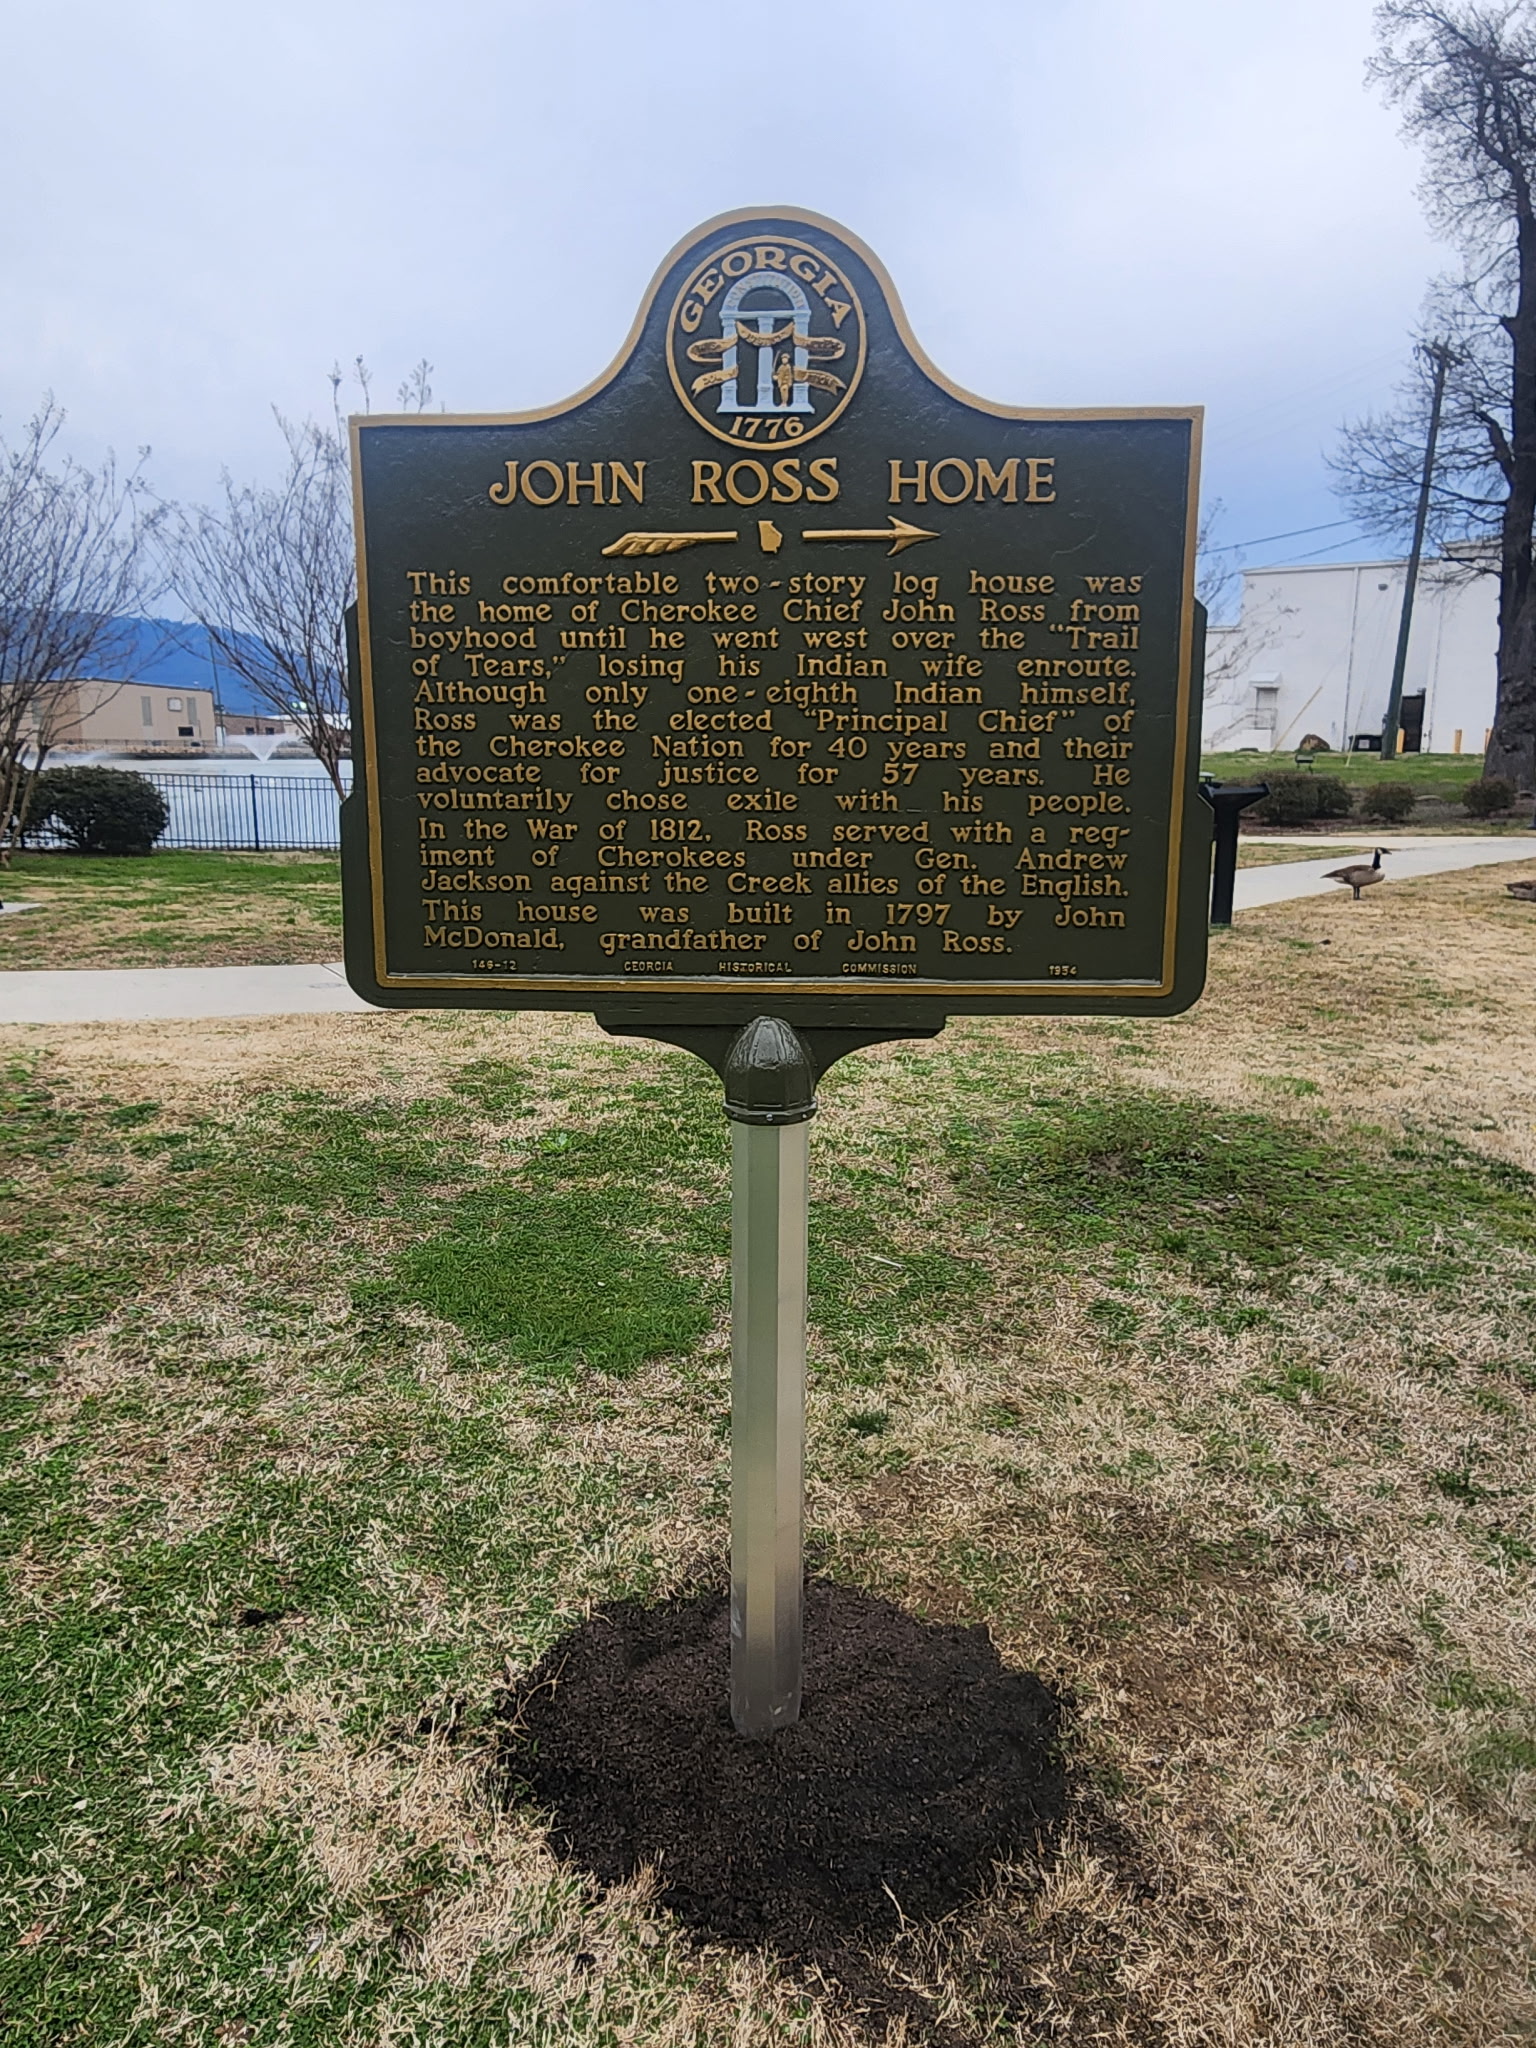 GEORGIA
1776
JOHN ROSS HOME
This comfortable two-story log house was
the home of Cherokee Chief John Ross from
boyhood until he went west over the "Trail
of Tears," losing his Indian wife enroute.
Although only one-eighth Indian himself,
Ross was the elected "Principal Chief" of
the Cherokee Nation for 40 years and their
advocate for justice for 57 years. He
voluntarily chose exile with his people.
In the War of 1812, Ross served with a reg-
iment of Cherokees under Gen. Andrew
Jackson against the Creek allies of the English.
This house was built in 1797 by John
McDonald, grandfather of John Ross.
146-12 GEORGIA HISTORICAL COMMISSION 1954